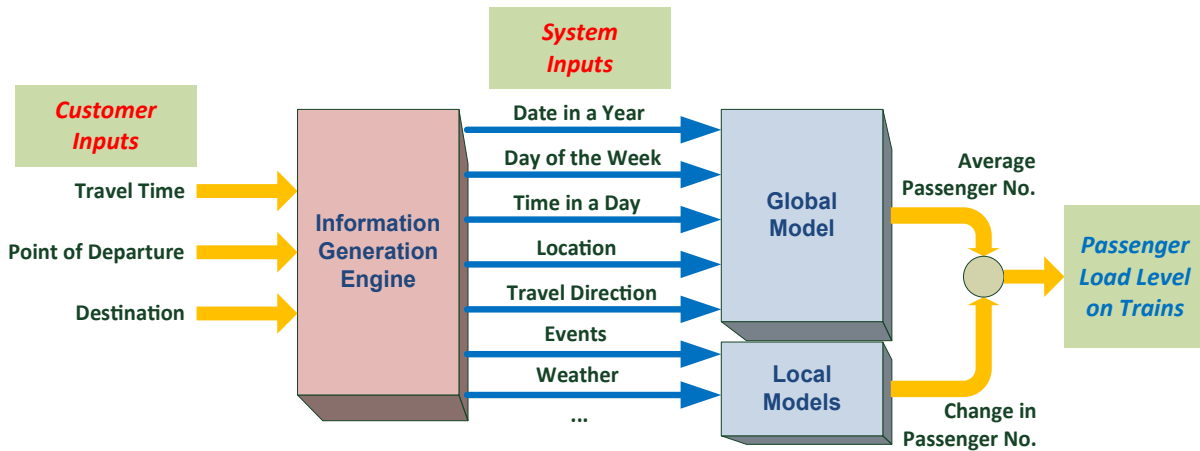 Customer
Inputs
Travel Time
Point of Departure
Destination
Information
Generation
Engine
System
Inputs
Date in a Year
Day of the Week
Time in a Day
Location
Travel Direction
Events
Weather
...
Global
Model
Local
Models
Average
Passenger No.
Change in
Passenger No.
Passenger
Load Level
on Trains